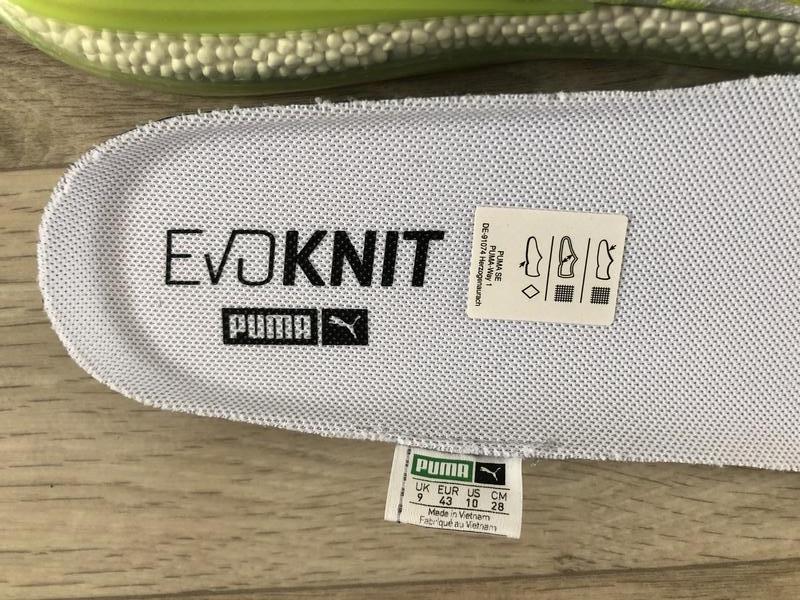 EVOKNIT
PUMA
PUMA SE
PUMA-Way 1
DE-91074 Herzogenaurach
PUMA
UK EUR US CM
9 43 10 28
Made in Vietnam
Fabriqué au Vietnam